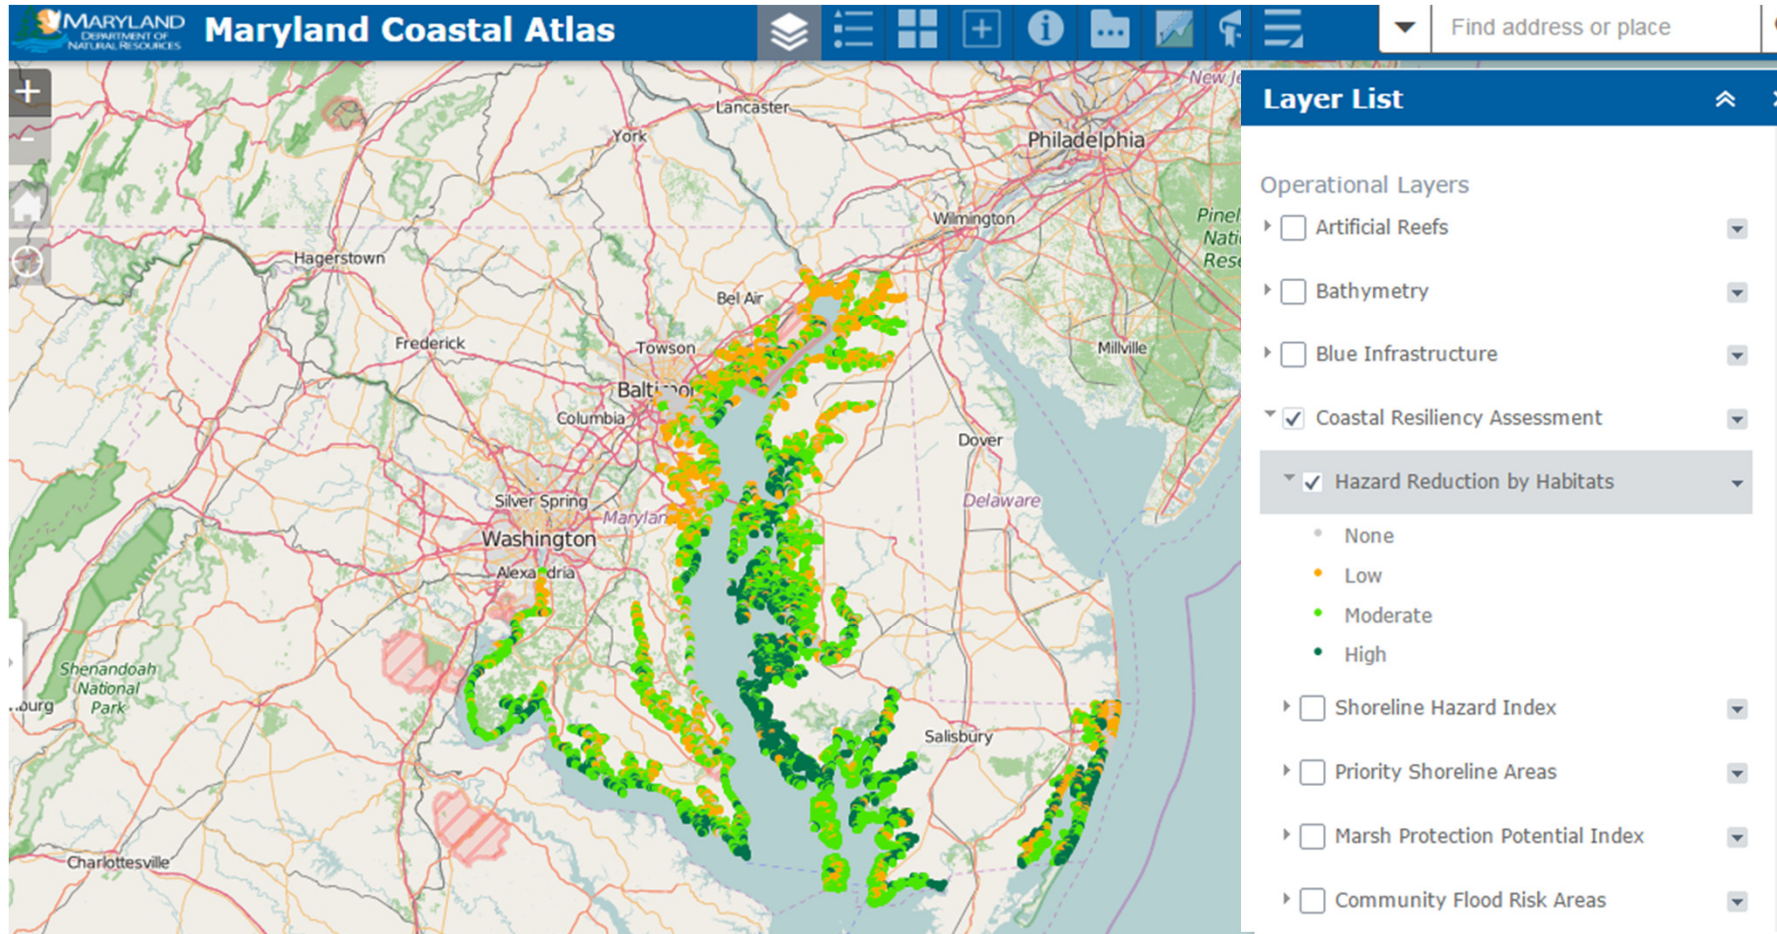 MARYLAND
DEPARTMENT OF
NATURAL RESOURCES
Maryland Coastal Atlas
Find address or place
Layer List
Operational Layers
Artificial Reefs
Bathymetry
Blue Infrastructure
Coastal Resiliency Assessment
Hazard Reduction by Habitats
None
Low
Moderate
High
Shoreline Hazard Index
Priority Shoreline Areas
Marsh Protection Potential Index
Community Flood Risk Areas
New Je
Lancaster
York
Philadelphia
Wilmington
Pinel
Nati
Rese
Hagerstown
Bel Air
Frederick
Towson
Millville
Baltimor
Columbia
Dover
Silver Spring
Delaware
Marylan
Washington
Alexandria
Shenandoah
National
Park
burg
Salisbury
Charlottesville